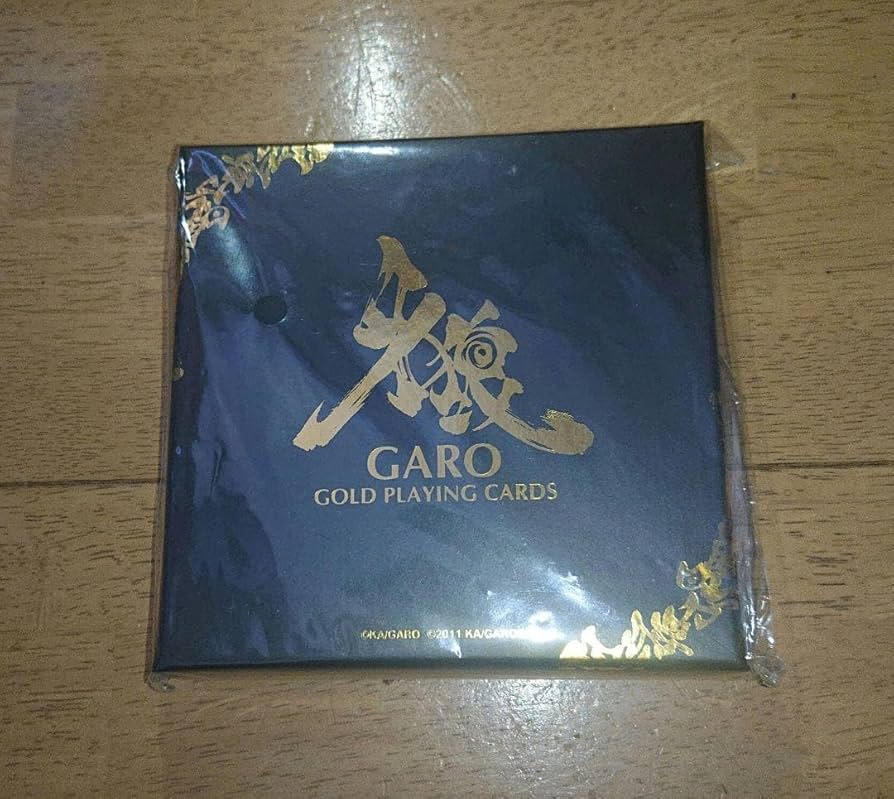 牙狼
GARO
GOLD PLAYING CARDS
©KA/GARO ©2011 KA/GARO